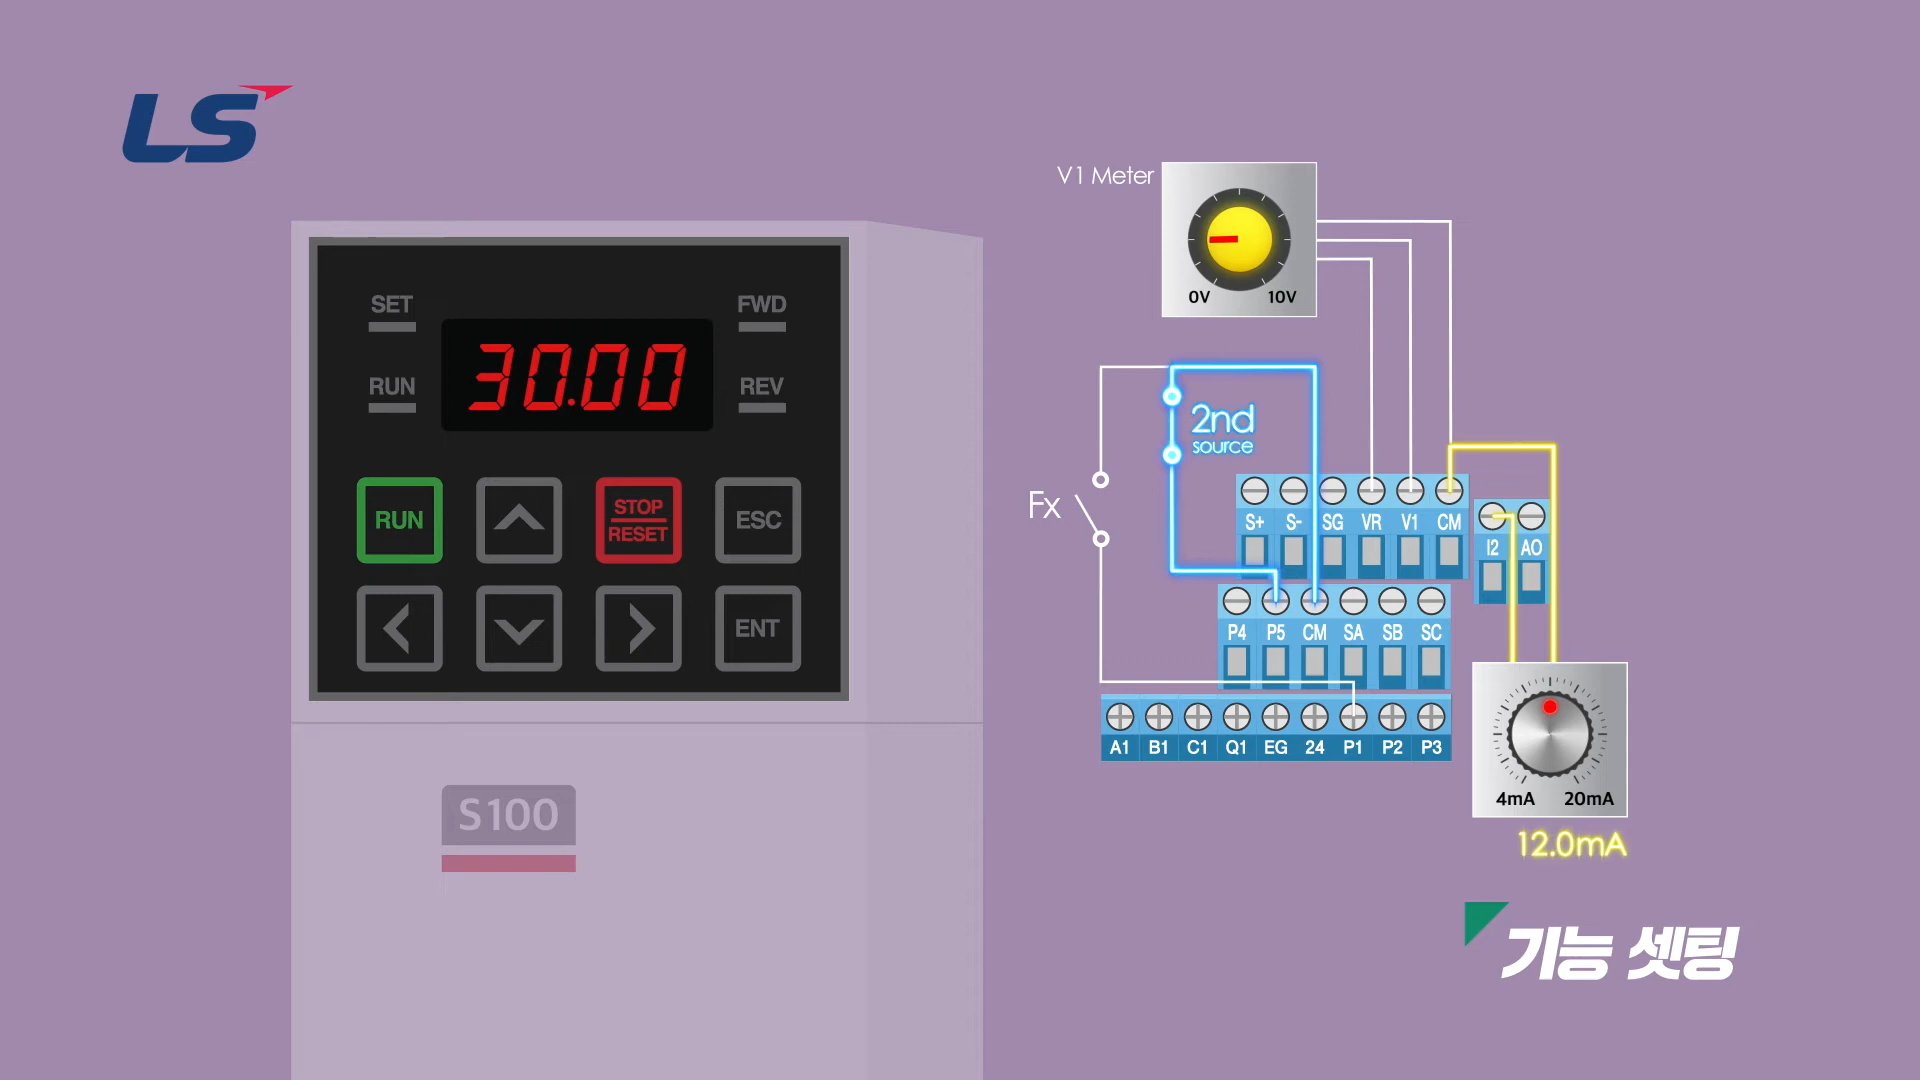 LS
SET
FWD
30.00
RUN
REV
RUN
STOP
RESET
ESC
ENT
S100
V1 Meter
0V 10V
2nd
source
Fx
S+ S- SG VR V1 CM
I2 AO
P4 P5 CM SA SB SC
A1 B1 C1 Q1 EG 24 P1 P2 P3
4mA 20mA
12.0mA
기능 셋팅